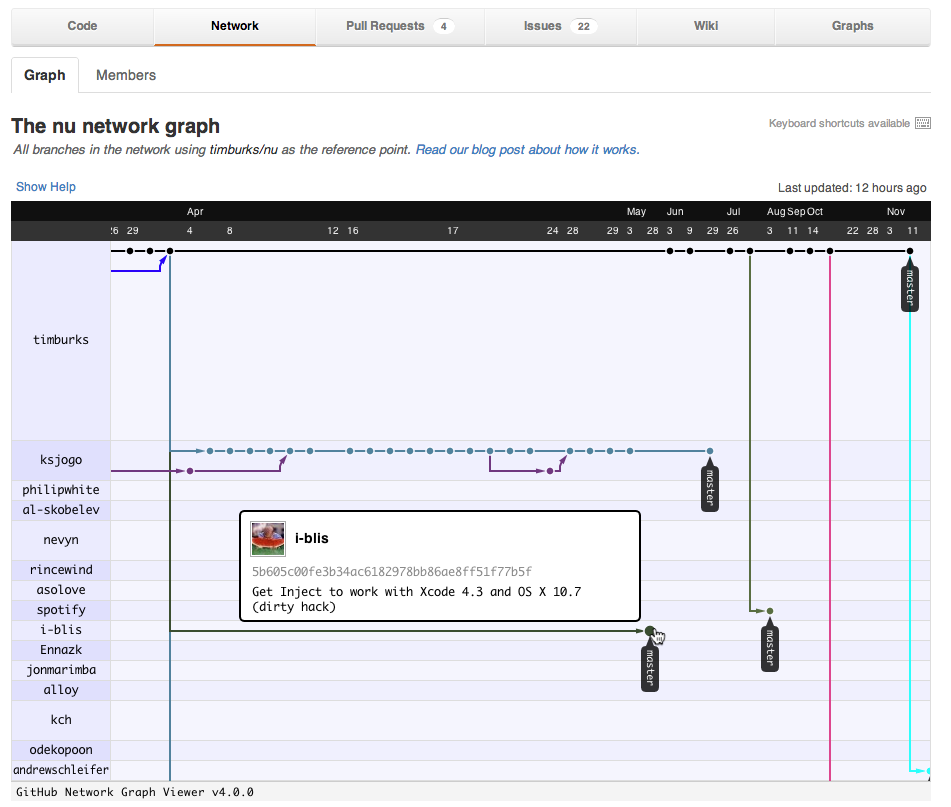 Code Network Pull Requests 4 Issues 22 Wiki Graphs
Graph Members
The nu network graph
Keyboard shortcuts available
All branches in the network using timburks/nu as the reference point. Read our blog post about how it works.
Show Help
Last updated: 12 hours ago
Apr May Jun Jul Aug Sep Oct Nov
26 29 4 8 12 16 17 24 28 29 3 28 3 9 29 26 3 11 14 22 28 3 11
master
timburks
ksjogo
master
philipwhite
al-skobelev
nevyn
i-blis
5b605c00fe3b34ac6182978bb86ae8ff51f77b5f
Get Inject to work with Xcode 4.3 and OS X 10.7
(dirty hack)
rincewind
asolove
spotify
i-blis
master
Ennazk
master
jonmarimba
alloy
kch
odekopoon
andrewschleifer
GitHub Network Graph Viewer v4.0.0